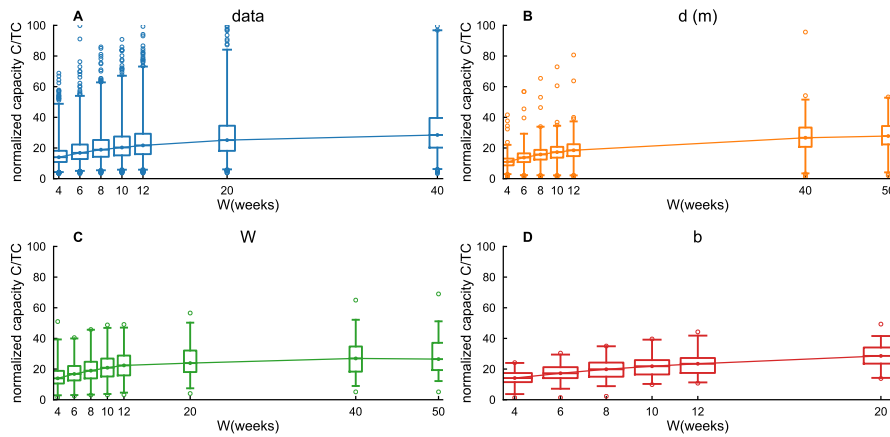 A data
normalized capacity C/TC
100
80
60
40
20
0
4 6 8 10 12 20 40
W(weeks)
B d (m)
normalized capacity C/TC
100
80
60
40
20
0
4 6 8 10 12 40 50
W(weeks)
C W
normalized capacity C/TC
100
80
60
40
20
0
4 6 8 10 12 20 40 50
W(weeks)
D b
normalized capacity C/TC
100
80
60
40
20
0
4 6 8 10 12 20
W(weeks)